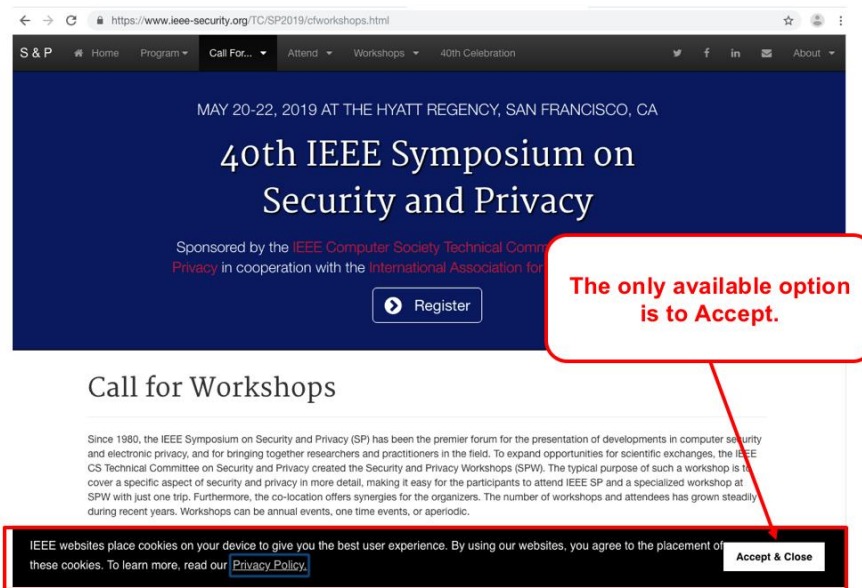 https://www.ieee-security.org/TC/SP2019/cfworkshops.html
S & P Home Program Call For... Attend Workshops 40th Celebration About
MAY 20-22, 2019 AT THE HYATT REGENCY, SAN FRANCISCO, CA
40th IEEE Symposium on
Security and Privacy
Sponsored by the IEEE Computer Society Technical Comm
Privacy in cooperation with the International Association for
Register
The only available option
is to Accept.
Call for Workshops
Since 1980, the IEEE Symposium on Security and Privacy (SP) has been the premier forum for the presentation of developments in computer security
and electronic privacy, and for bringing together researchers and practitioners in the field. To expand opportunities for scientific exchanges, the IEEE
CS Technical Committee on Security and Privacy created the Security and Privacy Workshops (SPW). The typical purpose of such a workshop is to
cover a specific aspect of security and privacy in more detail, making it easy for the participants to attend IEEE SP and a specialized workshop at
SPW with just one trip. Furthermore, the co-location offers synergies for the organizers. The number of workshops and attendees has grown steadily
during recent years. Workshops can be annual events, one time events, or aperiodic.
IEEE websites place cookies on your device to give you the best user experience. By using our websites, you agree to the placement of
these cookies. To learn more, read our Privacy Policy.
Accept & Close